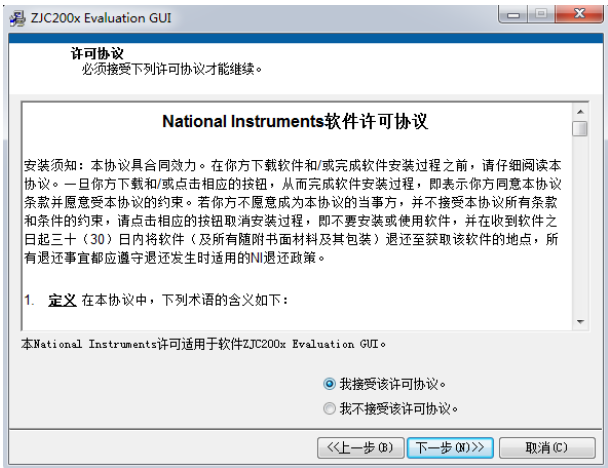 ZJC200x Evaluation GUI
许可协议
必须接受下列许可协议才能继续。
National Instruments软件许可协议
安装须知：本协议具合同效力。在你方下载软件和/或完成软件安装过程之前，请仔细阅读本
协议。一旦你方下载和/或点击相应的按钮，从而完成软件安装过程，即表示你方同意本协议
条款并愿意受本协议的约束。若你方不愿意成为本协议的当事方，并不接受本协议所有条款
和条件的约束，请点击相应的按钮取消安装过程，即不要安装或使用软件，并在收到软件之
日起三十（30）日内将软件（及所有随附书面材料及其包装）退还至获取该软件的地点，所
有退还事宜都应遵守退还发生时适用的NI退还政策。
1. 定义 在本协议中，下列术语的含义如下：
本National Instruments许可适用于软件ZJC200x Evaluation GUI。
我接受该许可协议。
我不接受该许可协议。
<<上一步(B) 下一步(N)>> 取消(C)